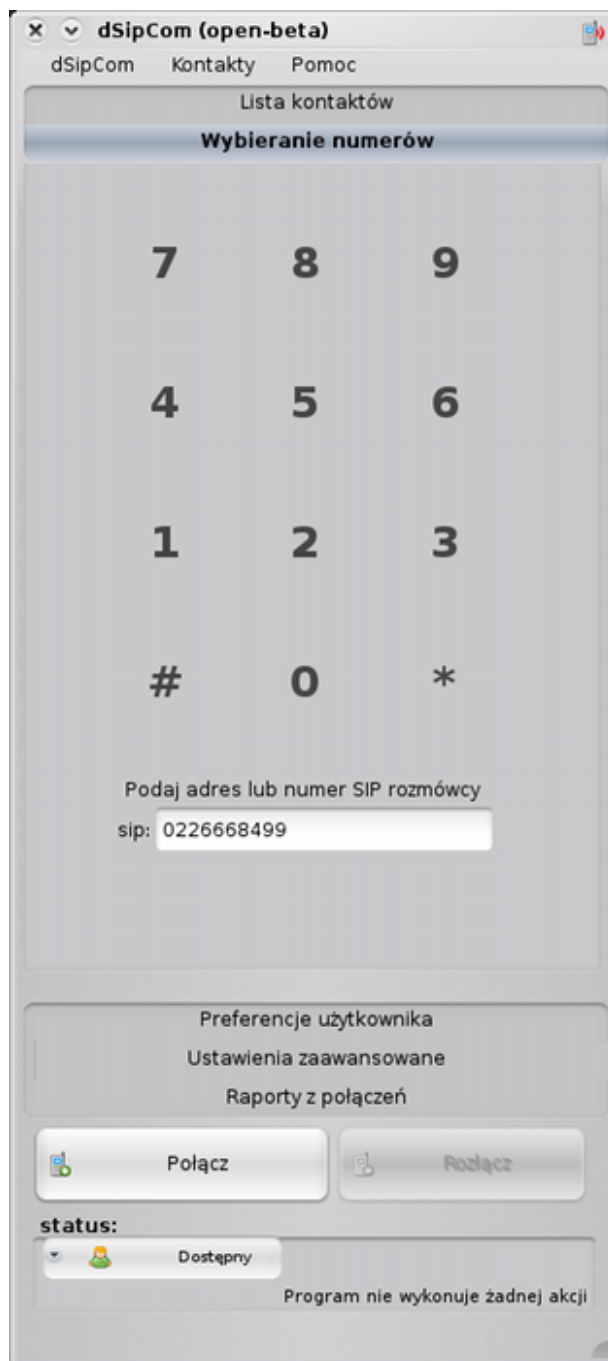 dSipCom (open-beta)
dSipCom Kontakty Pomoc
Lista kontaktów
Wybieranie numerów
7 8 9
4 5 6
1 2 3
# 0 *
Podaj adres lub numer SIP rozmówcy
sip: 0226668499
Preferencje użytkownika
Ustawienia zaawansowane
Raporty z połączeń
Połącz Rozłącz
status:
Dostępny
Program nie wykonuje żadnej akcji